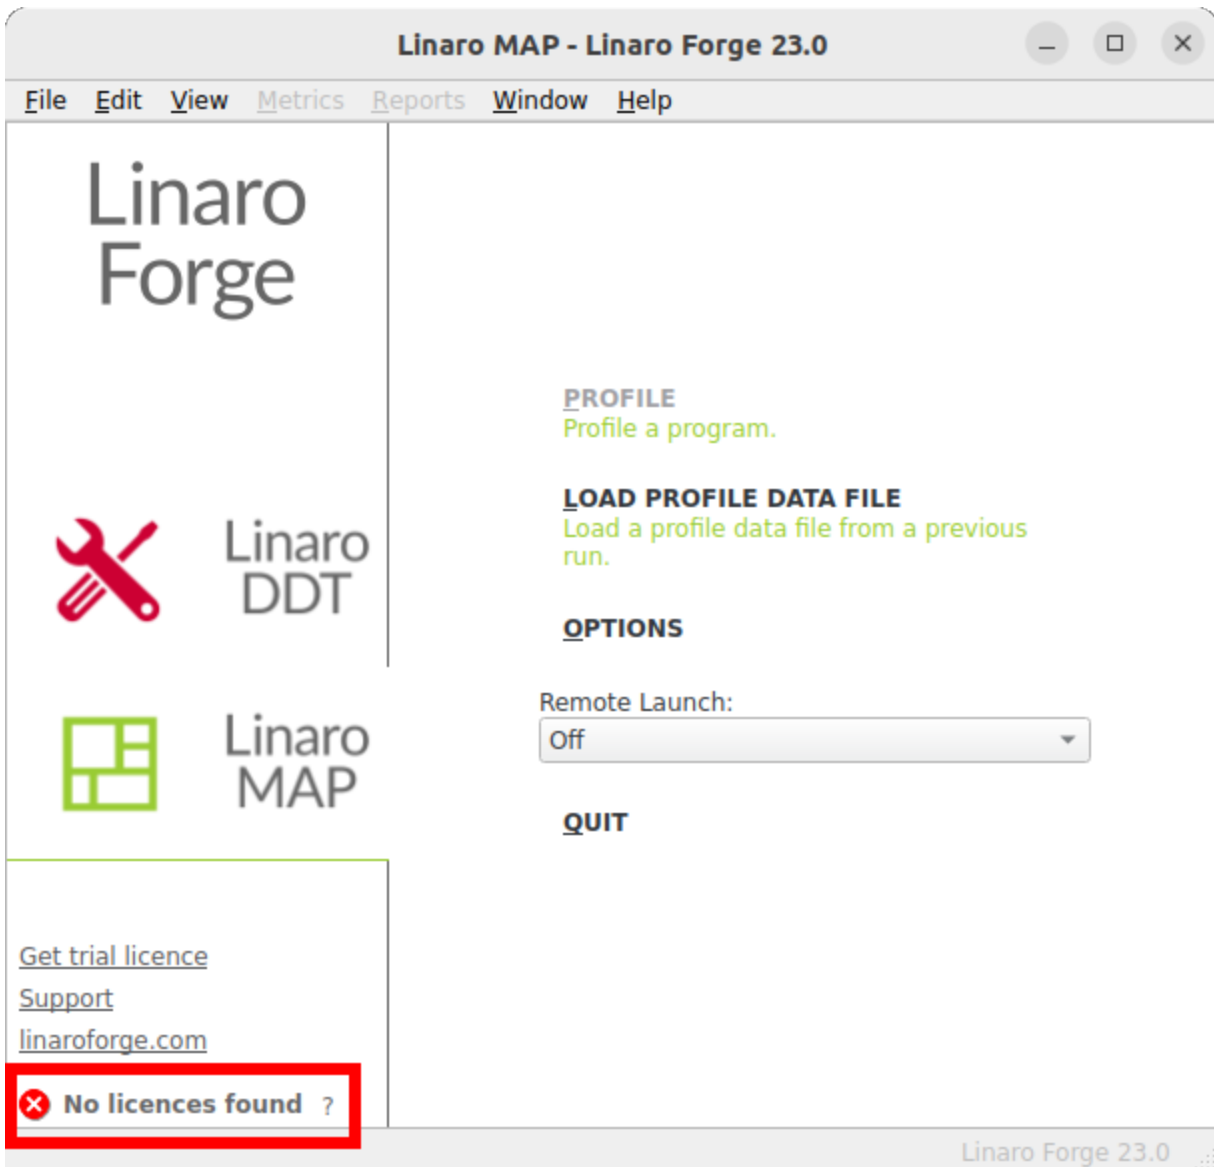 Linaro MAP - Linaro Forge 23.0
File Edit View Metrics Reports Window Help
Linaro
Forge
PROFILE
Profile a program.
LOAD PROFILE DATA FILE
Load a profile data file from a previous
run.
Linaro
DDT
OPTIONS
Remote Launch:
Off
Linaro
MAP
QUIT
Get trial licence
Support
linaroforge.com
No licences found ?
Linaro Forge 23.0